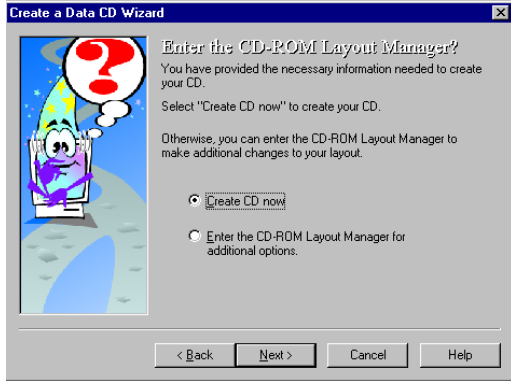 Create a Data CD Wizard
Enter the CD-ROM Layout Manager?
You have provided the necessary information needed to create
your CD.
Select "Create CD now" to create your CD.
Otherwise, you can enter the CD-ROM Layout Manager to
make additional changes to your layout.
Create CD now
Enter the CD-ROM Layout Manager for
additional options.
< Back Next > Cancel Help